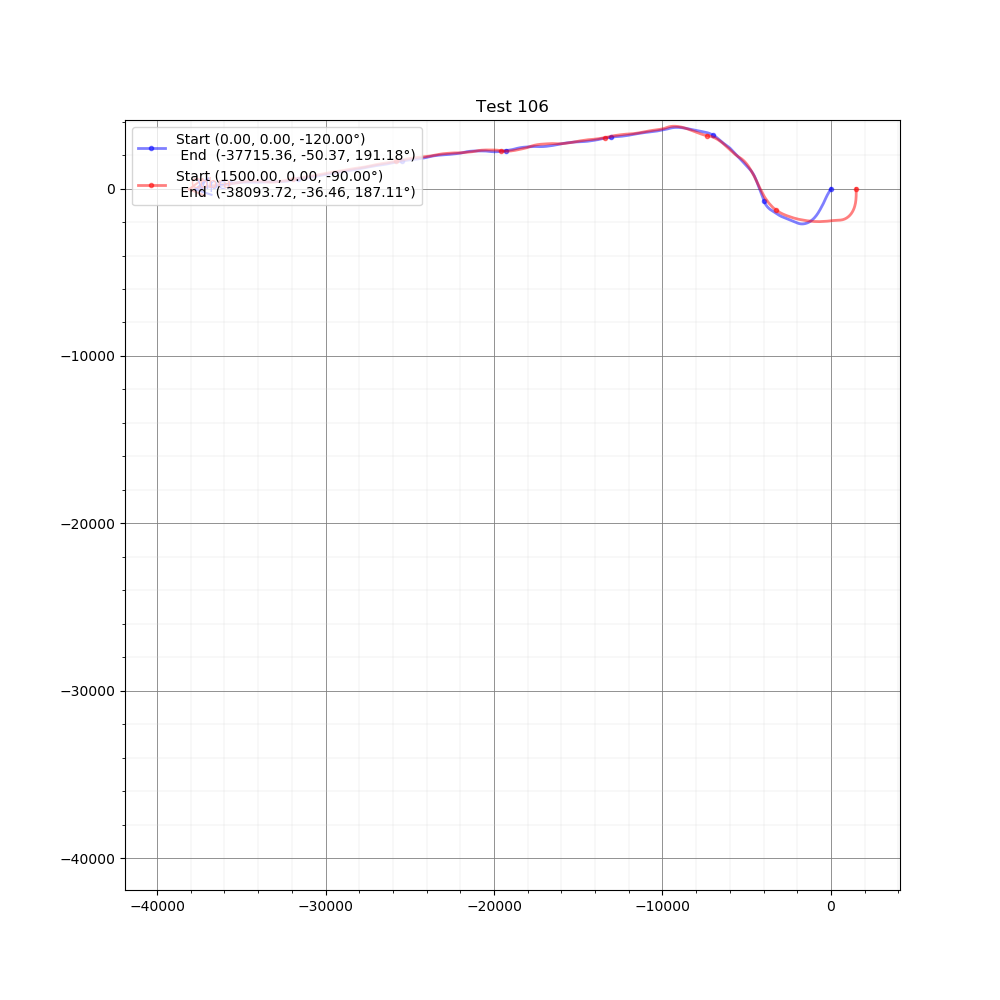 Test 106
Start (0.00, 0.00, -120.00°)
End  (-37715.36, -50.37, 191.18°)
Start (1500.00, 0.00, -90.00°)
End  (-38093.72, -36.46, 187.11°)
0
−10000
−20000
−30000
−40000
−40000 −30000 −20000 −10000 0